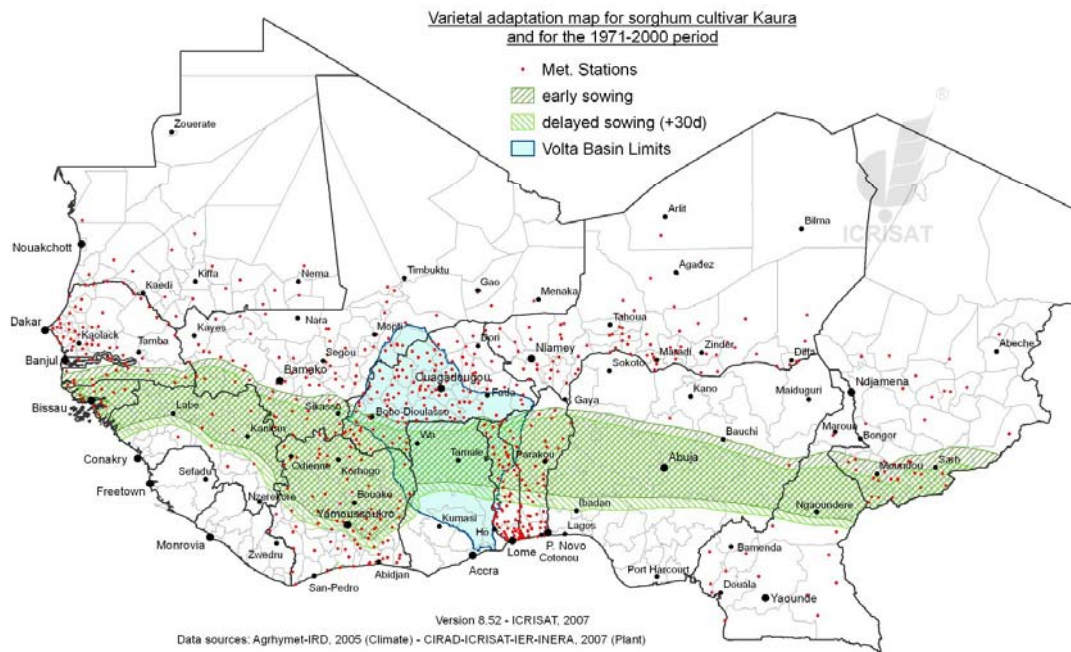 Varietal adaptation map for sorghum cultivar Kaura
and for the 1971-2000 period
Met. Stations
early sowing
delayed sowing (+30d)
Volta Basin Limits
®
ICRISAT
Zouerate
Arlit
Bilma
Nouakchott
Agadez
Kiffa
Nema
Timbuktu
Kaedi
Gao
Menaka
Dakar
Nara
Tahoua
Kaolack
Kayes
Mopti
Tamba
Dori
Niamey
Maradi
Zinder
Diffa
Abeche
Banjul
Segou
Sokoto
Bamako
Ouagadougou
Kano
Maiduguri
Ndjamena
Fada
Gaya
Bissau
Labe
Sikasso
Bobo-Dioulasso
Kankan
Wa
Bauchi
Maroua
Bongor
Conakry
Odienne
Korhogo
Tamale
Parakou
Abuja
Moundou
Sarh
Sefadu
Freetown
Nzerekore
Bouake
Yamoussoukro
Ibadan
Ngaoundere
Kumasi
Ho
Lagos
Monrovia
Zwedru
Lome
P. Novo
Cotonou
Bamenda
Abidjan
Accra
San-Pedro
Port Harcourt
Douala
Yaounde
Version 8.52 - ICRISAT, 2007
Data sources: Agrhymet-IRD, 2005 (Climate) - CIRAD-ICRISAT-IER-INERA, 2007 (Plant)